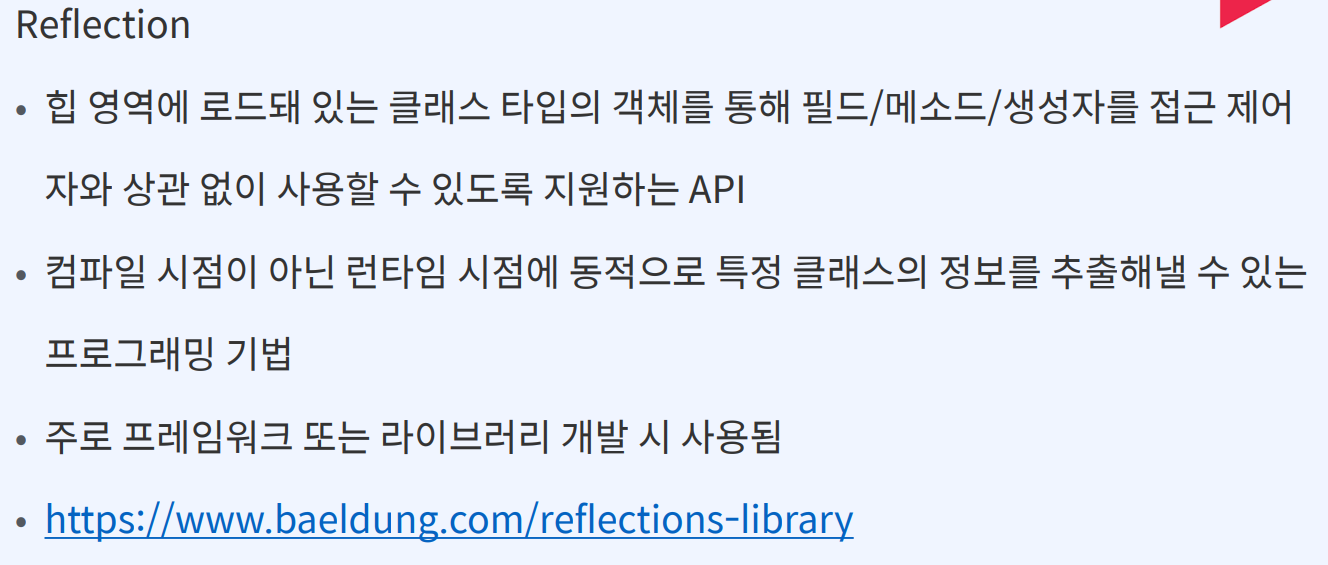 Reflection
• 힙 영역에 로드돼 있는 클래스 타입의 객체를 통해 필드/메소드/생성자를 접근 제어
자와 상관 없이 사용할 수 있도록 지원하는 API
• 컴파일 시점이 아닌 런타임 시점에 동적으로 특정 클래스의 정보를 추출해낼 수 있는
프로그래밍 기법
• 주로 프레임워크 또는 라이브러리 개발 시 사용됨
• https://www.baeldung.com/reflections-library